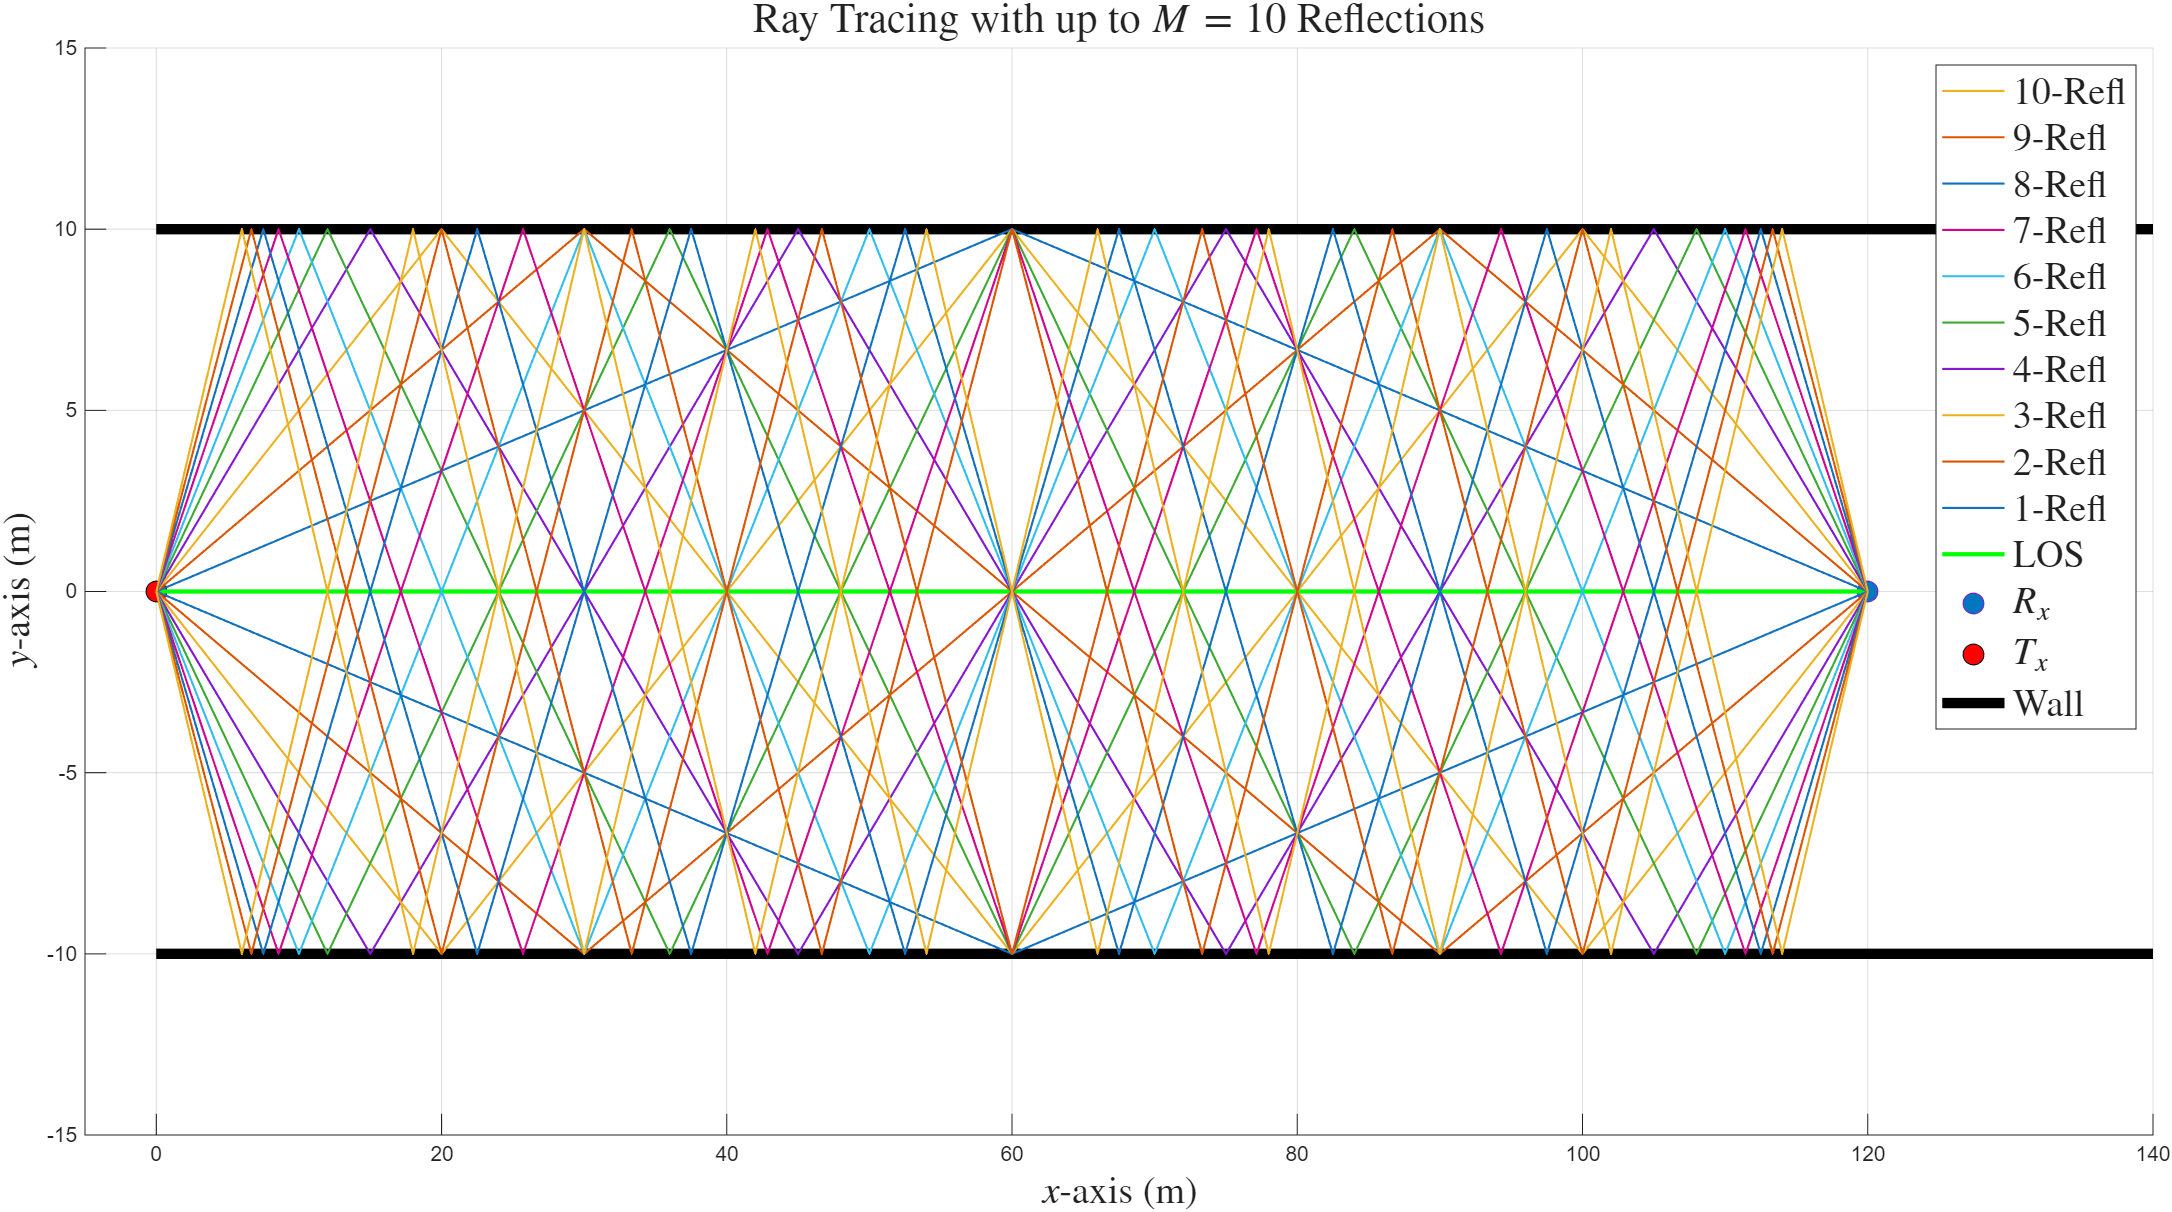 Ray Tracing with up to M = 10 Reflections
15
10
5
0
-5
-10
-15
y-axis (m)
0 20 40 60 80 100 120 140
x-axis (m)
10-Refl
9-Refl
8-Refl
7-Refl
6-Refl
5-Refl
4-Refl
3-Refl
2-Refl
1-Refl
LOS
Rx
Tx
Wall